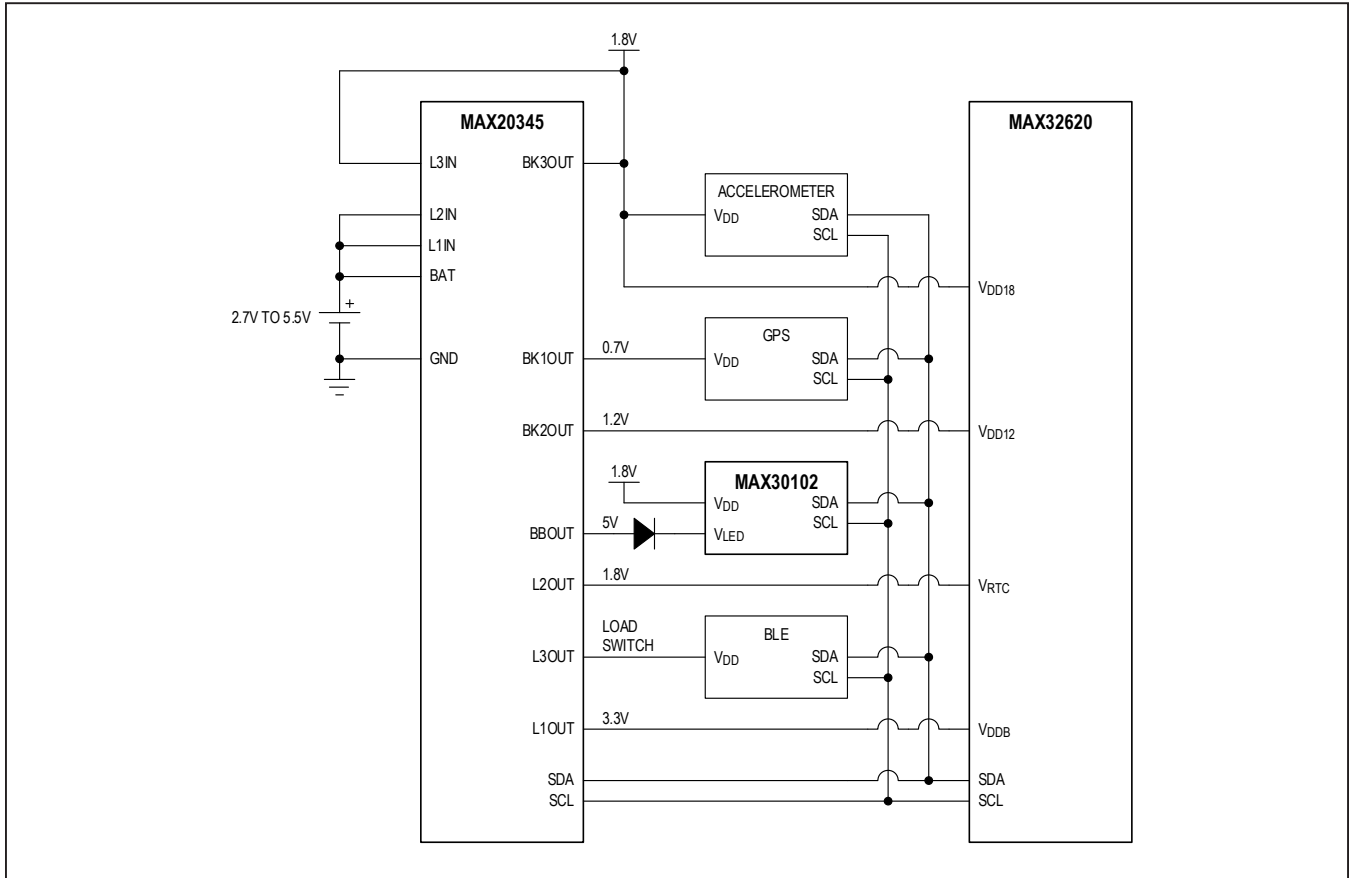 1.8V
MAX20345
MAX32620
L3IN
BK3OUT
ACCELEROMETER
L2IN
VDD
SDA
SCL
L1IN
BAT
VDD18
+
2.7V TO 5.5V
GPS
GND
BK1OUT
0.7V
VDD
SDA
SCL
BK2OUT
1.2V
VDD12
1.8V
MAX30102
VDD
SDA
SCL
BBOUT
5V
VLED
L2OUT
1.8V
VRTC
LOAD
SWITCH
BLE
L3OUT
VDD
SDA
SCL
L1OUT
3.3V
VDDB
SDA
SDA
SCL
SCL